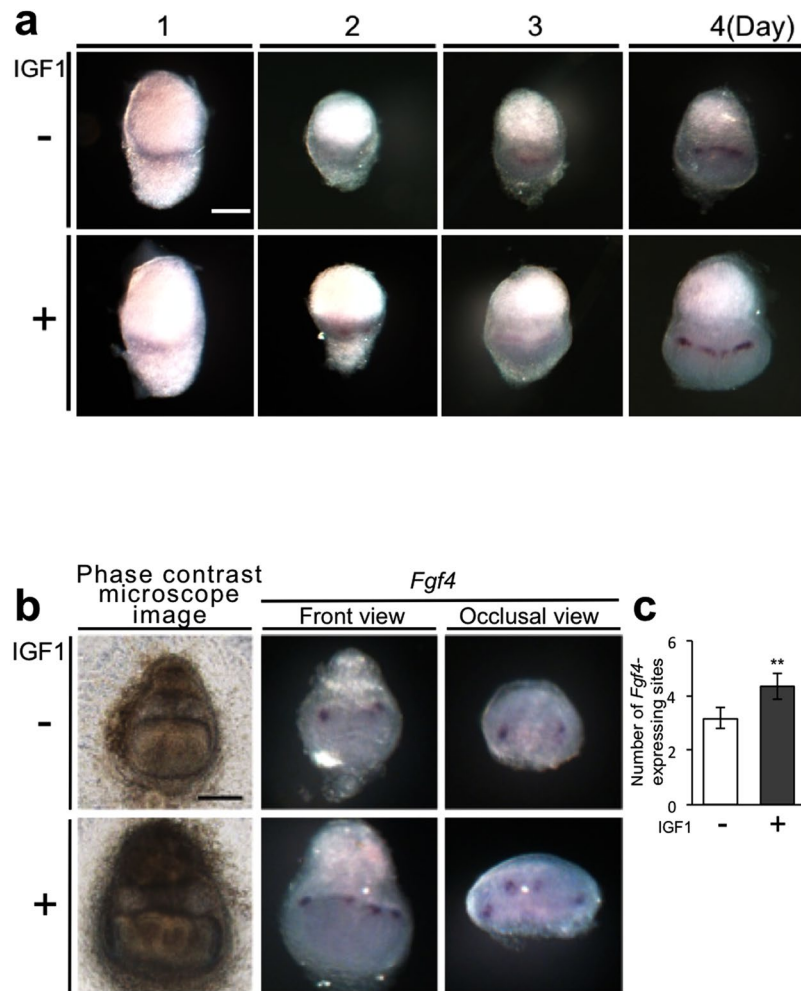 a
1 2 3 4(Day)
IGF1
-
+
b
Phase contrast
microscope
image
Fgf4
Front view Occlusal view
IGF1
-
+
c
Number of Fgf4-
expressing sites
6
4
2
0
**
IGF1 - +